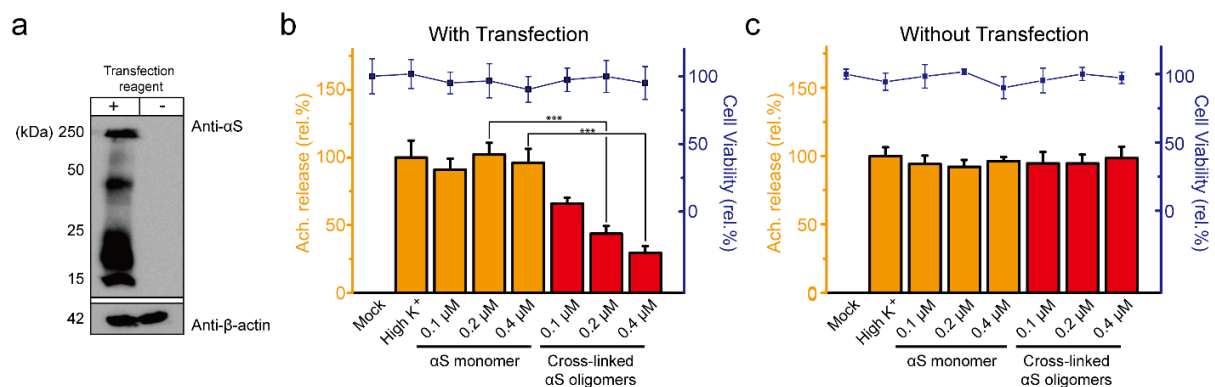 a
Transfection
reagent
+ -
(kDa) 250
50
25
15
42
Anti-αS
Anti-β-actin
b
With Transfection
Ach. release (rel.%)
150
100
50
0
Cell Viability (rel.%)
100
0
***
***
Mock
High K+
0.1 μM
0.2 μM
0.4 μM
0.1 μM
0.2 μM
0.4 μM
αS monomer
Cross-linked
αS oligomers
c
Without Transfection
Ach. release (rel.%)
150
100
50
0
Cell Viability (rel.%)
100
0
Mock
High K+
0.1 μM
0.2 μM
0.4 μM
0.1 μM
0.2 μM
0.4 μM
αS monomer
Cross-linked
αS oligomers